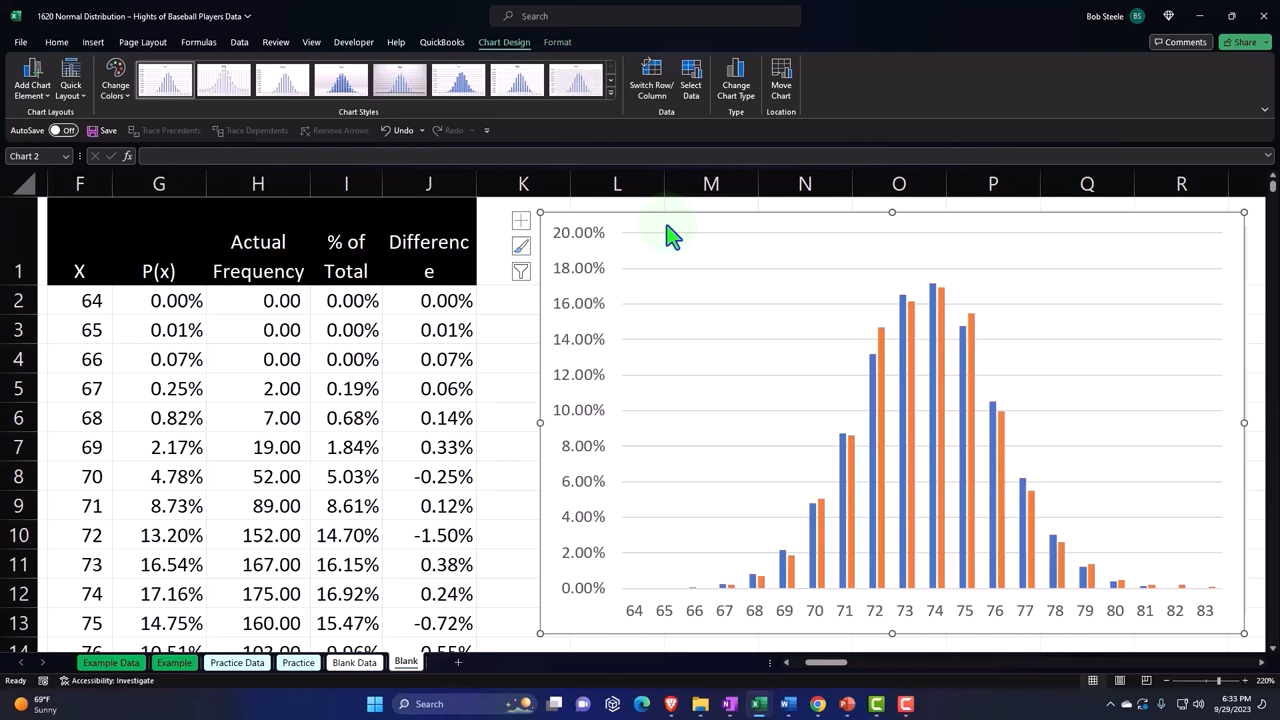 1620 Normal Distribution – Hights of Baseball Players Data
Search
Bob Steele BS
File Home Insert Page Layout Formulas Data Review View Developer Help QuickBooks Chart Design Format Comments Share
Add Chart Element
Quick Layout
Change Colors
Switch Row/ Column
Select Data
Change Chart Type
Move Chart
Chart Layouts Chart Styles Data Type Location
AutoSave Off Save Trace Precedents Trace Dependents Remove Arrows Undo Redo
Chart 2 fx
F G H I J K L M N O P Q R
1 X P(x) Actual Frequency % of Total Differenc e
2 64 0.00% 0.00 0.00% 0.00%
3 65 0.01% 0.00 0.00% 0.01%
4 66 0.07% 0.00 0.00% 0.07%
5 67 0.25% 2.00 0.19% 0.06%
6 68 0.82% 7.00 0.68% 0.14%
7 69 2.17% 19.00 1.84% 0.33%
8 70 4.78% 52.00 5.03% -0.25%
9 71 8.73% 89.00 8.61% 0.12%
10 72 13.20% 152.00 14.70% -1.50%
11 73 16.54% 167.00 16.15% 0.38%
12 74 17.16% 175.00 16.92% 0.24%
13 75 14.75% 160.00 15.47% -0.72%
14 76 10.51% 103.00 9.96% 0.55%
20.00%
18.00%
16.00%
14.00%
12.00%
10.00%
8.00%
6.00%
4.00%
2.00%
0.00%
64 65 66 67 68 69 70 71 72 73 74 75 76 77 78 79 80 81 82 83
Example Data Example Practice Data Practice Blank Data Blank
Ready Accessibility: Investigate 220%
69°F
Clear
Search
6:33 PM
9/29/2023